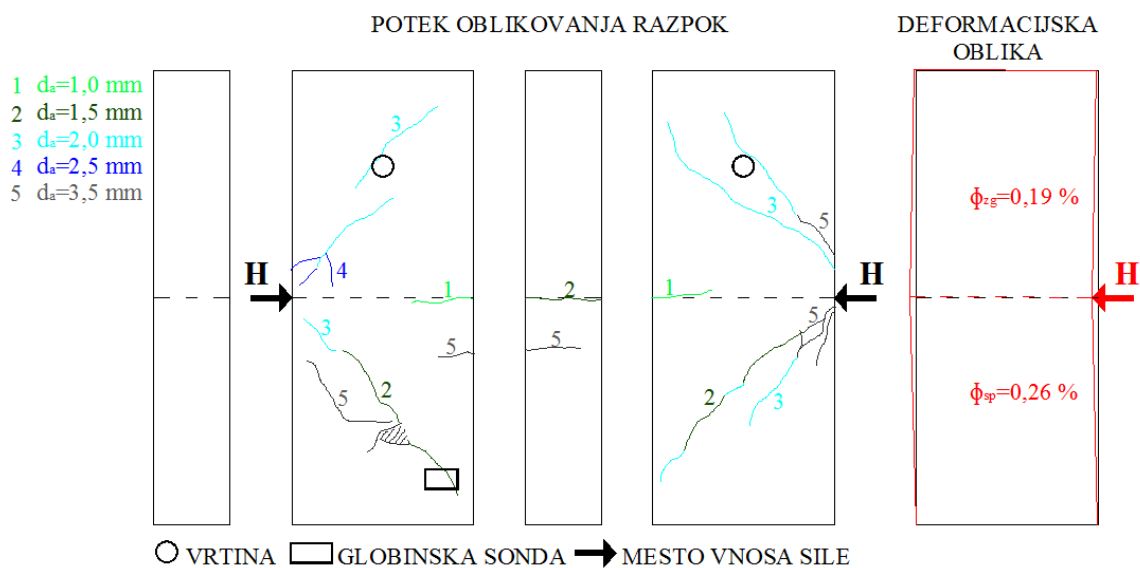 POTEK OBLIKOVANJA RAZPOK
DEFORMACIJSKA
OBLIKA
1 dₐ=1,0 mm
2 dₐ=1,5 mm
3 dₐ=2,0 mm
4 dₐ=2,5 mm
5 dₐ=3,5 mm
3
3
5
ϕzg=0,19 %
H
4
1
2
1
H
H
3
5
5
5
2
5
2
3
ϕsp=0,26 %
VRTINA
GLOBINSKA SONDA
MESTO VNOSA SILE